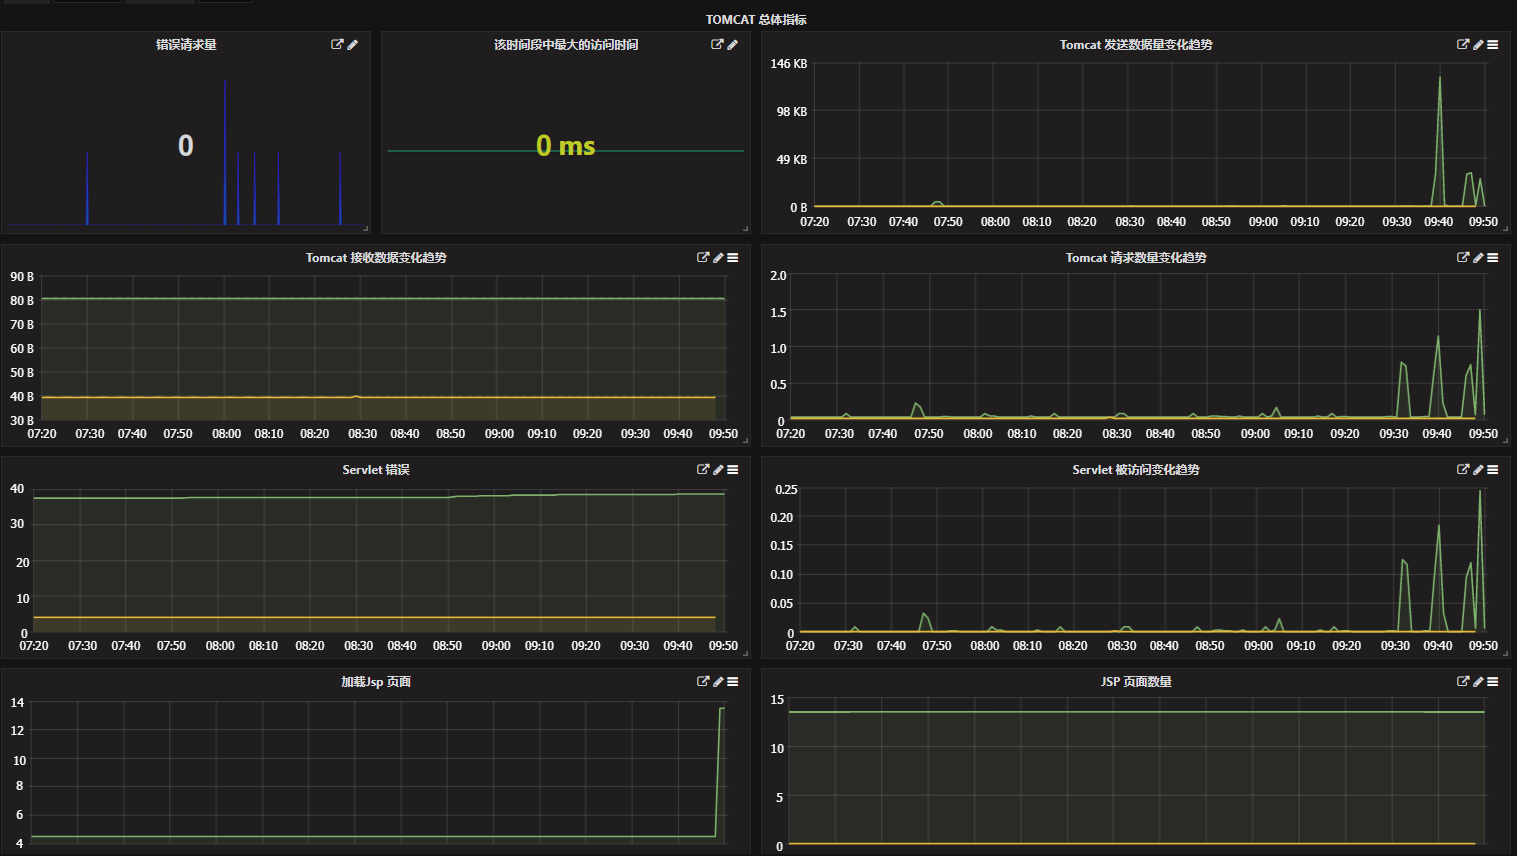 TOMCAT 总体指标
错误请求量
0
该时间段中最大的访问时间
0 ms
Tomcat 发送数据量变化趋势
146 KB
98 KB
49 KB
0 B
07:20 07:30 07:40 07:50 08:00 08:10 08:20 08:30 08:40 08:50 09:00 09:10 09:20 09:30 09:40 09:50
Tomcat 接收数据变化趋势
90 B
80 B
70 B
60 B
50 B
40 B
30 B
07:20 07:30 07:40 07:50 08:00 08:10 08:20 08:30 08:40 08:50 09:00 09:10 09:20 09:30 09:40 09:50
Tomcat 请求数量变化趋势
2.0
1.5
1.0
0.5
0
07:20 07:30 07:40 07:50 08:00 08:10 08:20 08:30 08:40 08:50 09:00 09:10 09:20 09:30 09:40 09:50
Servlet 错误
40
30
20
10
0
07:20 07:30 07:40 07:50 08:00 08:10 08:20 08:30 08:40 08:50 09:00 09:10 09:20 09:30 09:40 09:50
Servlet 被访问变化趋势
0.25
0.20
0.15
0.10
0.05
0
07:20 07:30 07:40 07:50 08:00 08:10 08:20 08:30 08:40 08:50 09:00 09:10 09:20 09:30 09:40 09:50
加载Jsp 页面
14
12
10
8
6
4
JSP 页面数量
15
10
5
0